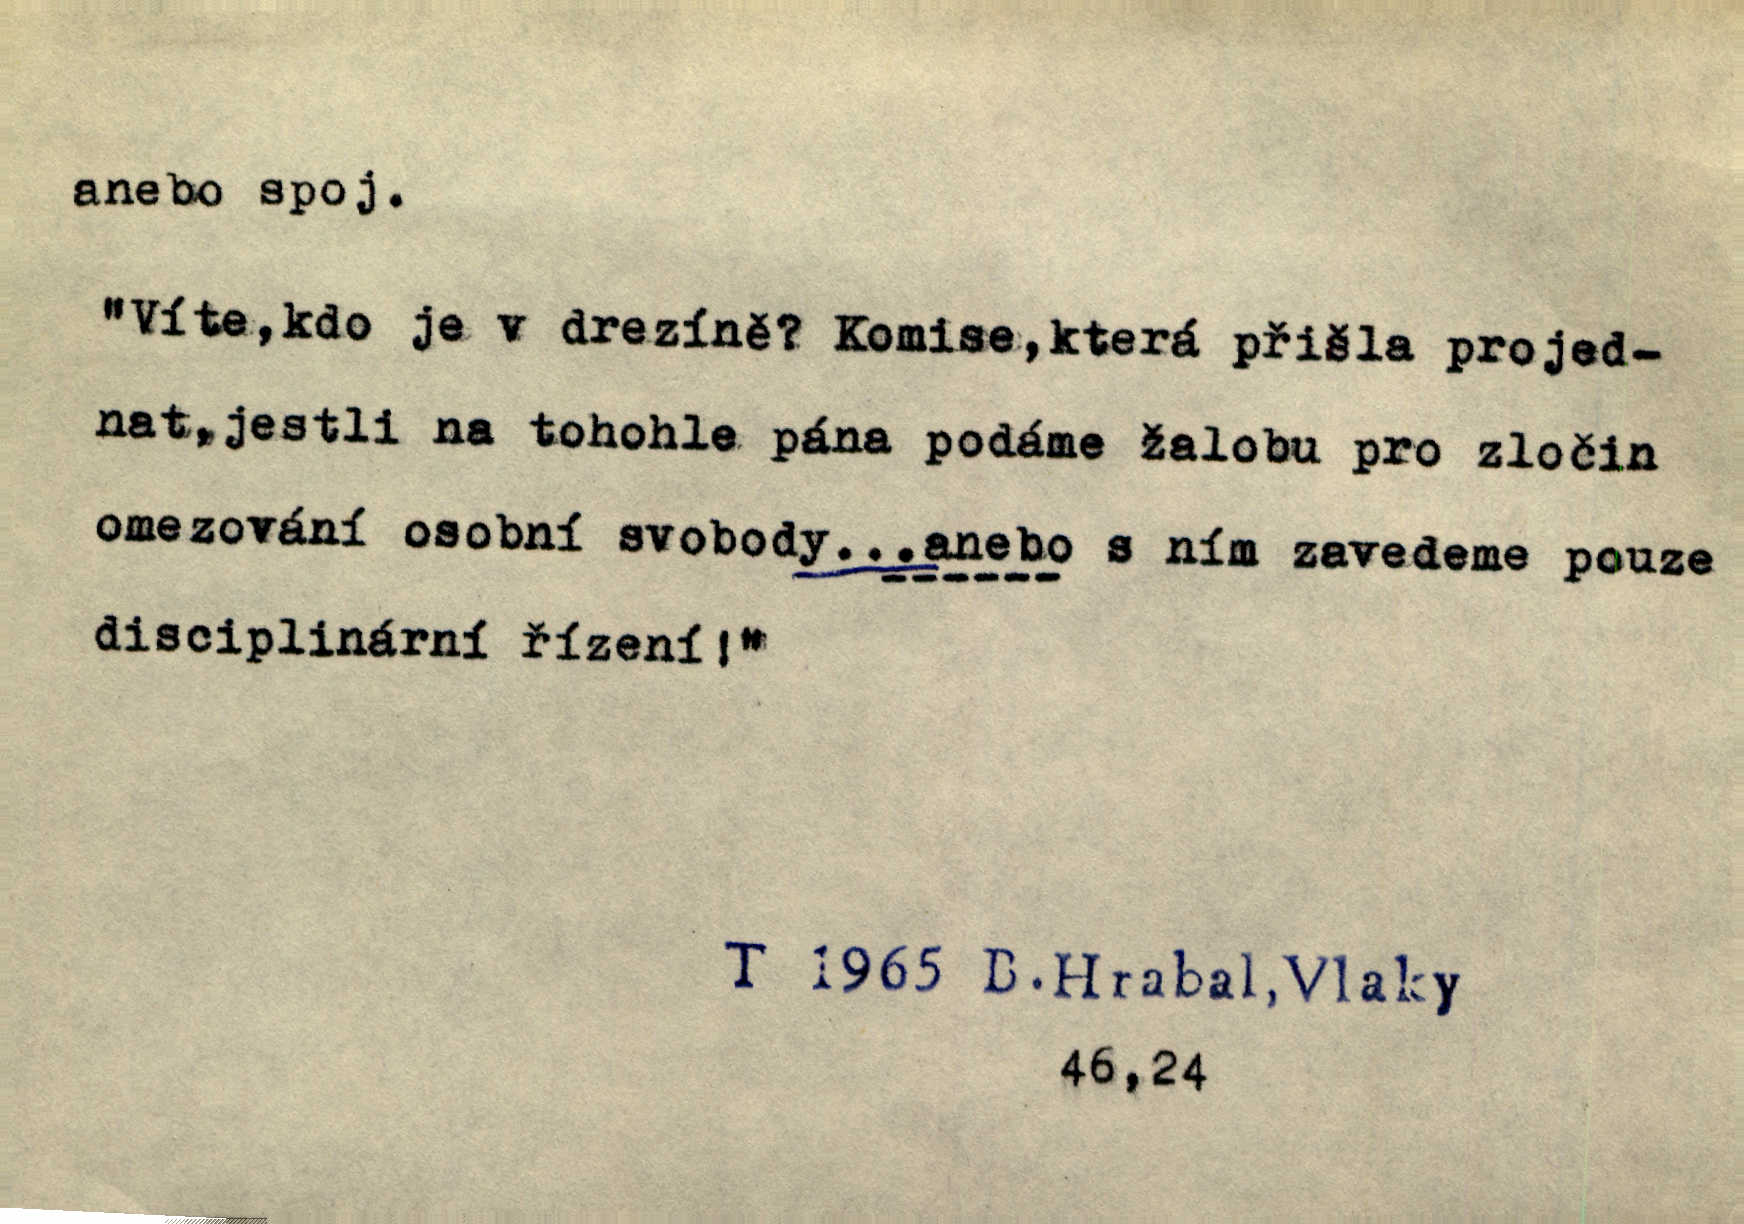 anebo spoj.
"Víte,kdo je v drezíně? Komise,která přišla projed-
nat,jestli na tohohle pána podáme žalobu pro zločin
omezování osobní svobody...anebo s ním zavedeme pouze
disciplinární řízení!"
T 1965 B.Hrabal,Vlaky
46,24